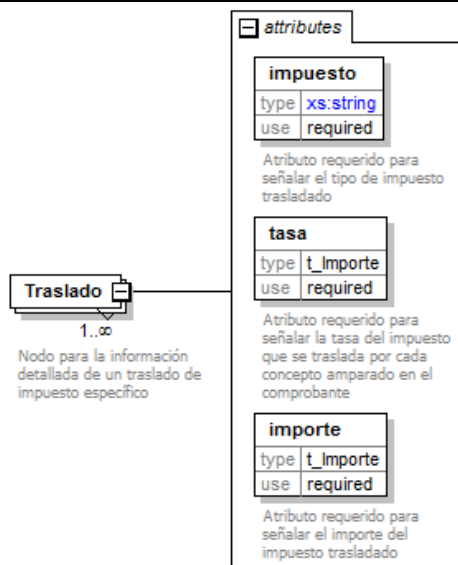 attributes
impuesto
type xs:string
use required
Atributo requerido para
señalar el tipo de impuesto
trasladado
tasa
type t_Importe
use required
Atributo requerido para
señalar la tasa del impuesto
que se traslada por cada
concepto amparado en el
comprobante
Traslado
1..∞
Nodo para la información
detallada de un traslado de
impuesto específico
importe
type t_Importe
use required
Atributo requerido para
señalar el importe del
impuesto trasladado